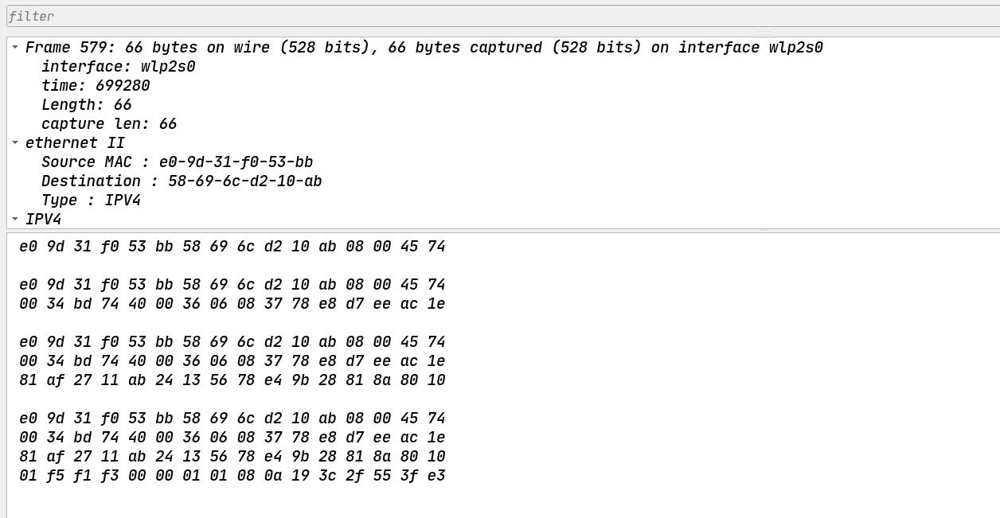 filter
Frame 579: 66 bytes on wire (528 bits), 66 bytes captured (528 bits) on interface wlp2s0
interface: wlp2s0
time: 699280
Length: 66
capture len: 66
ethernet II
Source MAC : e0-9d-31-f0-53-bb
Destination : 58-69-6c-d2-10-ab
Type : IPV4
IPV4
e0 9d 31 f0 53 bb 58 69 6c d2 10 ab 08 00 45 74
e0 9d 31 f0 53 bb 58 69 6c d2 10 ab 08 00 45 74
00 34 bd 74 40 00 36 06 08 37 78 e8 d7 ee ac 1e
e0 9d 31 f0 53 bb 58 69 6c d2 10 ab 08 00 45 74
00 34 bd 74 40 00 36 06 08 37 78 e8 d7 ee ac 1e
81 af 27 11 ab 24 13 56 78 e4 9b 28 81 8a 80 10
e0 9d 31 f0 53 bb 58 69 6c d2 10 ab 08 00 45 74
00 34 bd 74 40 00 36 06 08 37 78 e8 d7 ee ac 1e
81 af 27 11 ab 24 13 56 78 e4 9b 28 81 8a 80 10
01 f5 f1 f3 00 00 01 01 08 0a 19 3c 2f 55 3f e3